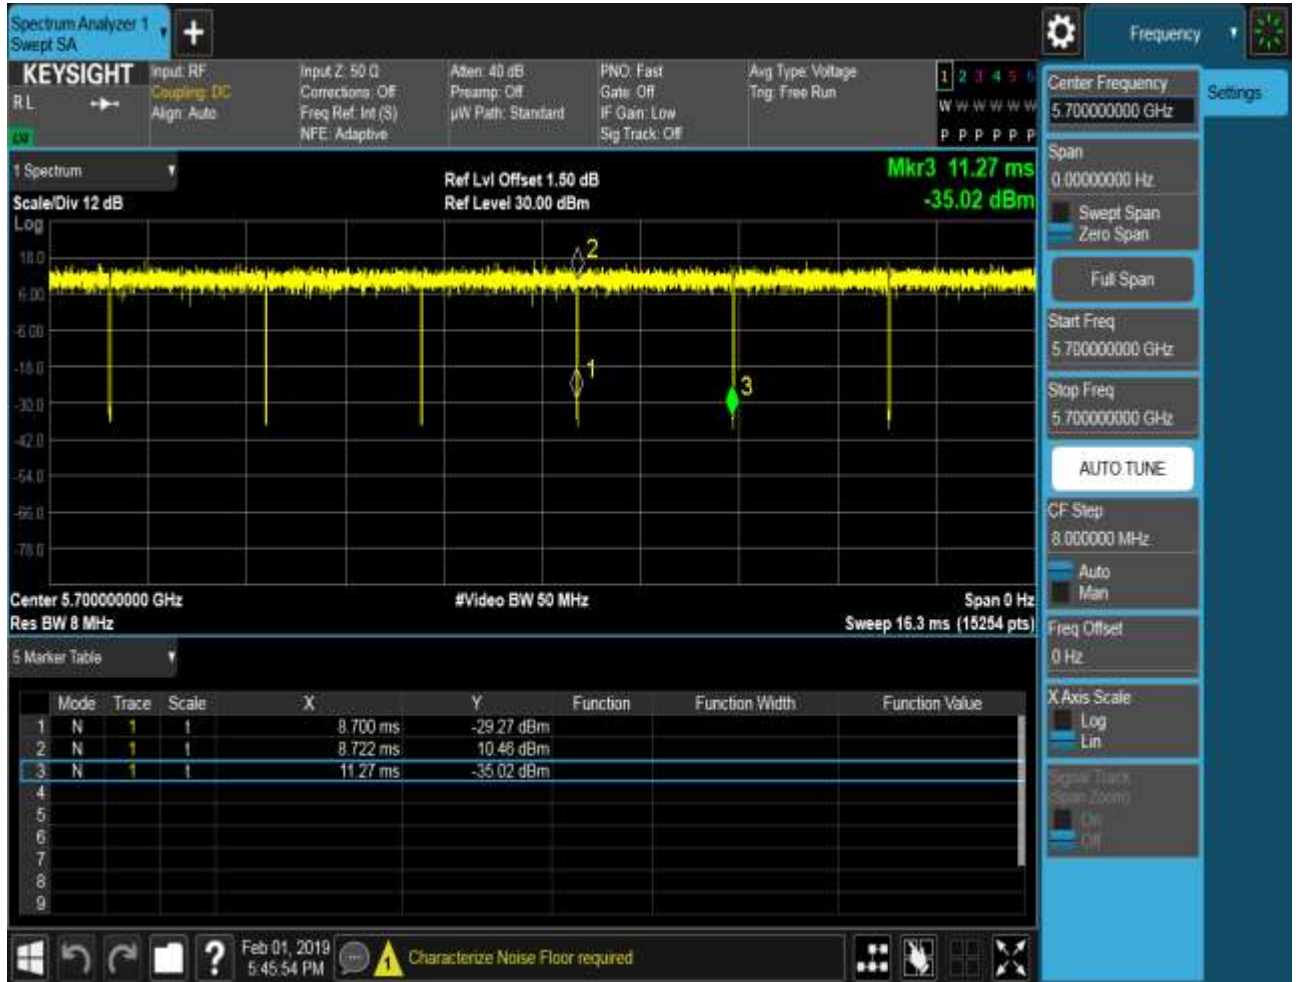 Spectrum Analyzer 1
Swept SA
+
Frequency
KEYSIGHT
RL
Input: RF
Coupling: DC
Align: Auto
Input Z: 50 Ω
Corrections: Off
Freq Ref: Int (S)
NFE: Adaptive
Atten: 40 dB
Preamp: Off
µW Path: Standard
PNO: Fast
Gate: Off
IF Gain: Low
Sig Track: Off
Avg Type: Voltage
Trig: Free Run
1 2 3 4 5 6
W W W W W W
P P P P P P
Center Frequency
5.700000000 GHz
Settings
Span
0.00000000 Hz
Swept Span
Zero Span
Full Span
Start Freq
5.700000000 GHz
Stop Freq
5.700000000 GHz
AUTO TUNE
CF Step
8.000000 MHz
Auto
Man
Freq Offset
0 Hz
X Axis Scale
Log
Lin
Signal Track
(Span Zoom)
On
Off
1 Spectrum
Scale/Div 12 dB
Log
Ref Lvl Offset 1.50 dB
Ref Level 30.00 dBm
Mkr3 11.27 ms
-35.02 dBm
18.0
6.00
-6.00
-18.0
-30.0
-42.0
-54.0
-66.0
-78.0
2
1
3
Center 5.700000000 GHz
Res BW 8 MHz
#Video BW 50 MHz
Span 0 Hz
Sweep 16.3 ms (15254 pts)
5 Marker Table
Mode Trace Scale X Y Function Function Width Function Value
1 N 1 t 8.700 ms -29.27 dBm
2 N 1 t 8.722 ms 10.46 dBm
3 N 1 t 11.27 ms -35.02 dBm
4
5
6
7
8
9
?
Feb 01, 2019
5:45:54 PM
1
Characterize Noise Floor required